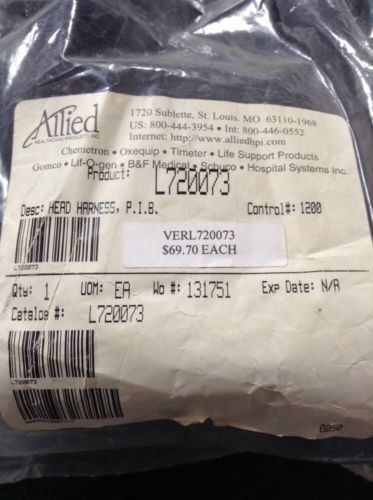 Allied
HEALTHCARE PRODUCTS INC.
1720 Sublette, St. Louis, MO 63110-1968
US: 800-444-3954 • Int: 800-446-0552
Internet: http://www.alliedhpi.com
Chemetron • Oxequip • Timeter • Life Support Products
Gomco • Lif-O-gen • B&F Medical • Schuco • Hospital Systems Inc.
Product: L720073
Desc: HEAD HARNESS, P.I.B. Control#: 1200
VERL720073
$69.70 EACH
L720073
Qty: 1 UOM: EA Wo #: 131751 Exp Date: N/A
Catalog #: L720073
L720073